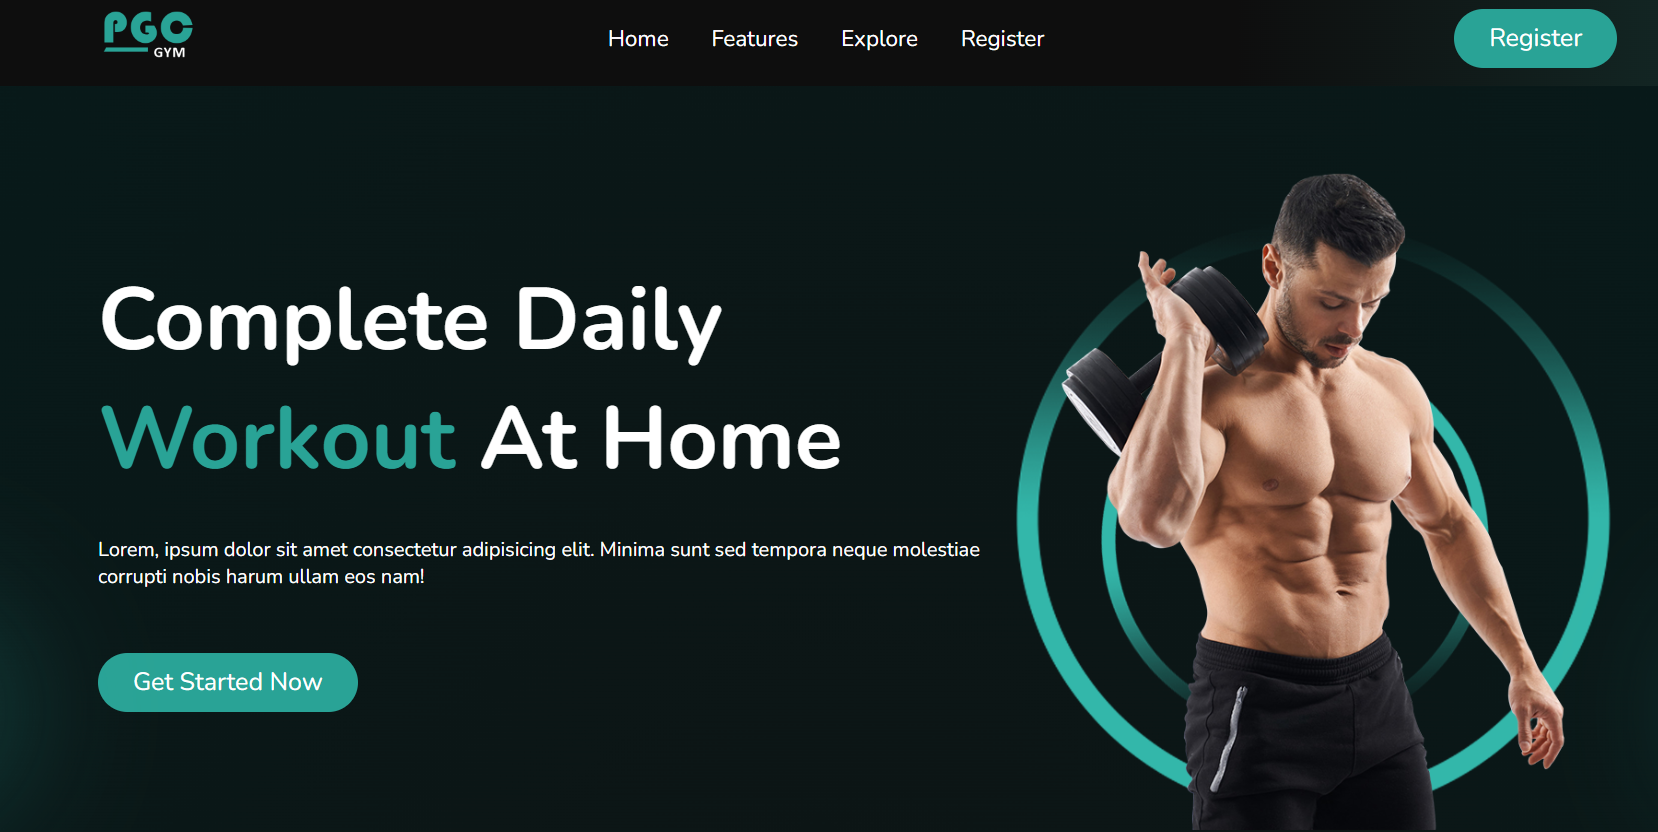 PGC
GYM
Home Features Explore Register
Register
Complete Daily
Workout At Home
Lorem, ipsum dolor sit amet consectetur adipisicing elit. Minima sunt sed tempora neque molestiae
corrupti nobis harum ullam eos nam!
Get Started Now